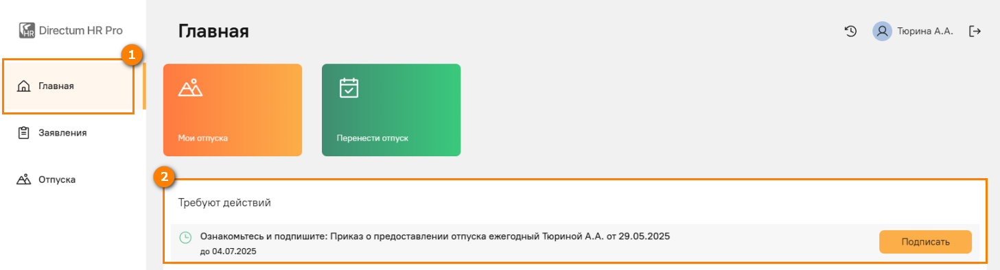 HR Directum HR Pro
Главная
Тюрина А.А.
1
Главная
Заявления
Отпуска
Мои отпуска
Перенести отпуск
2
Требуют действий
Ознакомьтесь и подпишите: Приказ о предоставлении отпуска ежегодный Тюриной А.А. от 29.05.2025
до 04.07.2025
Подписать